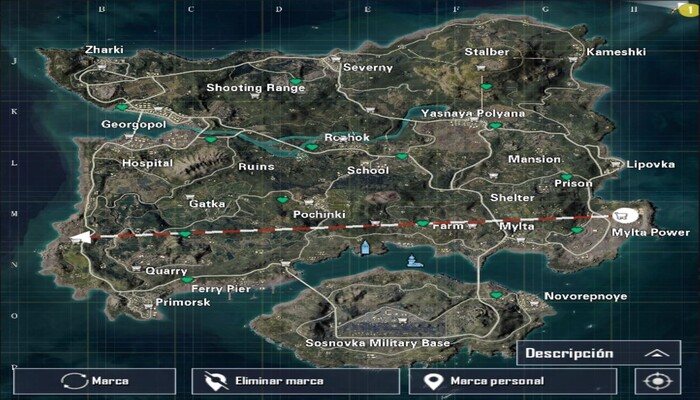 B C D E F G H
1
Zharki
Stalber
Kameshki
J
Severny
Shooting Range
K
Yasnaya Polyana
Georgopol
Rozhok
L
Hospital
Ruins
School
Mansion
Lipovka
Prison
Gatka
Shelter
M
Pochinki
Farm
Mylta
Mylta Power
N
Quarry
Ferry Pier
Primorsk
Novorepnoye
O
Sosnovka Military Base
Descripción
Marca
Eliminar marca
Marca personal